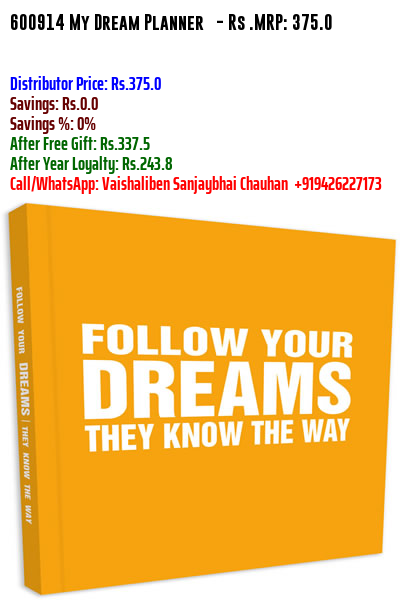 600914 My Dream Planner - Rs .MRP: 375.0
Distributor Price: Rs.375.0
Savings: Rs.0.0
Savings %: 0%
After Free Gift: Rs.337.5
After Year Loyalty: Rs.243.8
Call/WhatsApp: Vaishaliben Sanjaybhai Chauhan +919426227173
FOLLOW YOUR DREAMS | THEY KNOW THE WAY
FOLLOW YOUR
DREAMS
THEY KNOW THE WAY